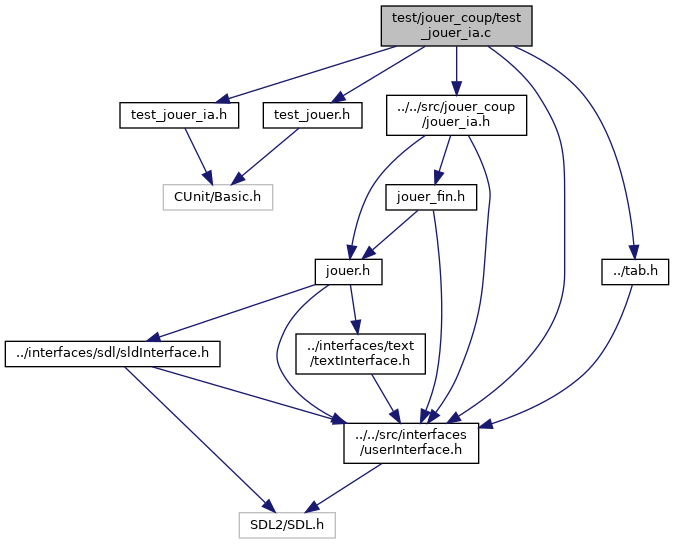 test/jouer_coup/test
_jouer_ia.c
test_jouer_ia.h
test_jouer.h
../../src/jouer_coup
/jouer_ia.h
CUnit/Basic.h
jouer_fin.h
jouer.h
../tab.h
../interfaces/sdl/sldInterface.h
../interfaces/text
/textInterface.h
../../src/interfaces
/userInterface.h
SDL2/SDL.h